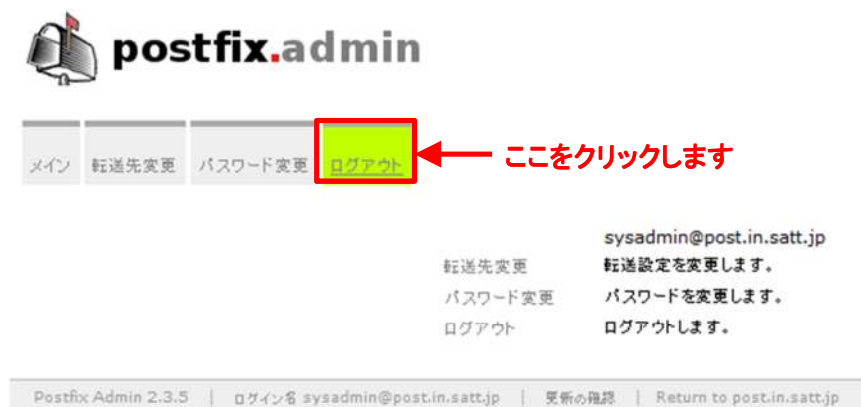 postfix.admin
メイン 転送先変更 パスワード変更 ログアウト ここをクリックします
sysadmin@post.in.satt.jp
転送先変更 転送設定を変更します。
パスワード変更 パスワードを変更します。
ログアウト ログアウトします。
Postfix Admin 2.3.5 | ログイン名 sysadmin@post.in.satt.jp | 更新の確認 | Return to post.in.satt.jp